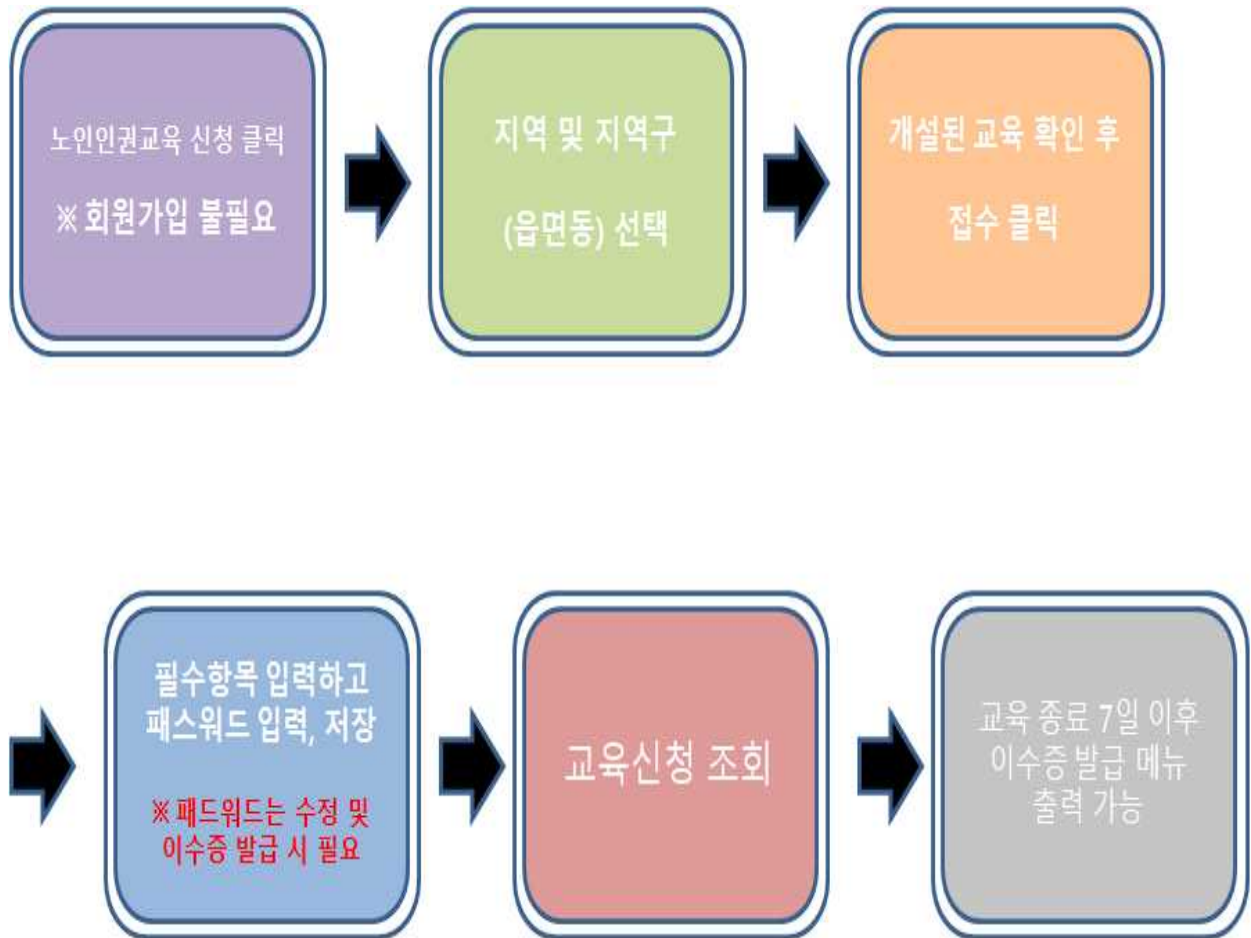 노인인권교육 신청 클릭
※ 회원가입 불필요
지역 및 지역구
(읍면동) 선택
개설된 교육 확인 후
접수 클릭
필수항목 입력하고
패스워드 입력, 저장
※ 패드워드는 수정 및
이수증 발급 시 필요
교육신청 조회
교육 종료 7일 이후
이수증 발급 메뉴
출력 가능